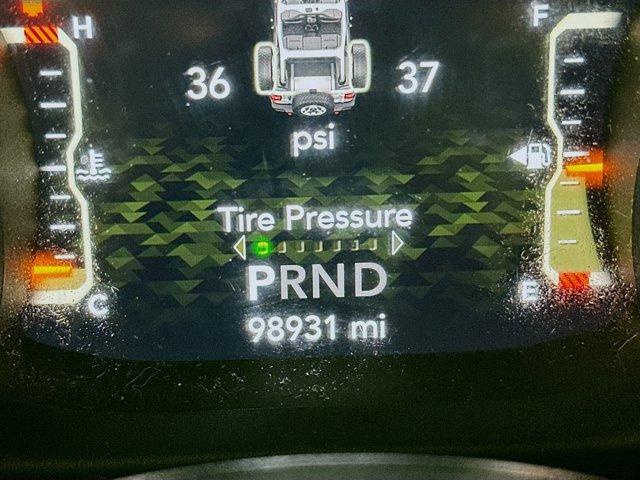 H F
36 37
psi
Tire Pressure
PRND
C E
98931 mi